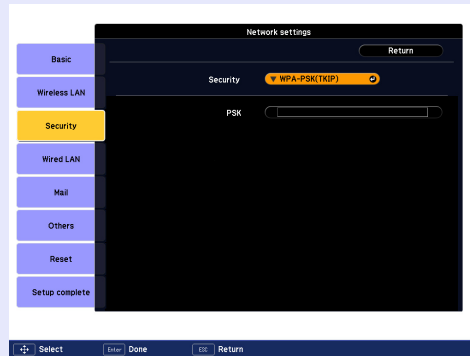 Network settings
Return
Basic
Security ▼ WPA-PSK(TKIP)
Wireless LAN
PSK
Security
Wired LAN
Mail
Others
Reset
Setup complete
Select Enter Done ESC Return